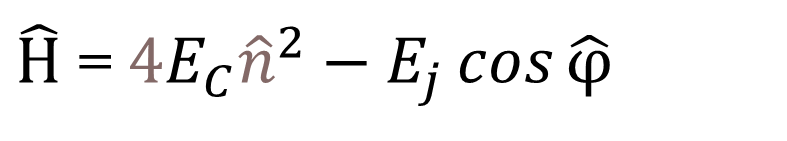 Ĥ = 4E_C n̂² − E_j cos φ̂